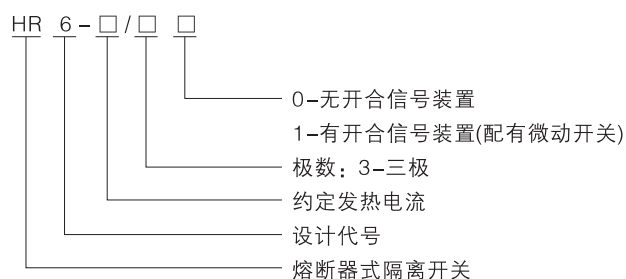 HR 6-□/□ □
0-无开合信号装置
1-有开合信号装置(配有微动开关)
极数：3-三极
约定发热电流
设计代号
熔断器式隔离开关